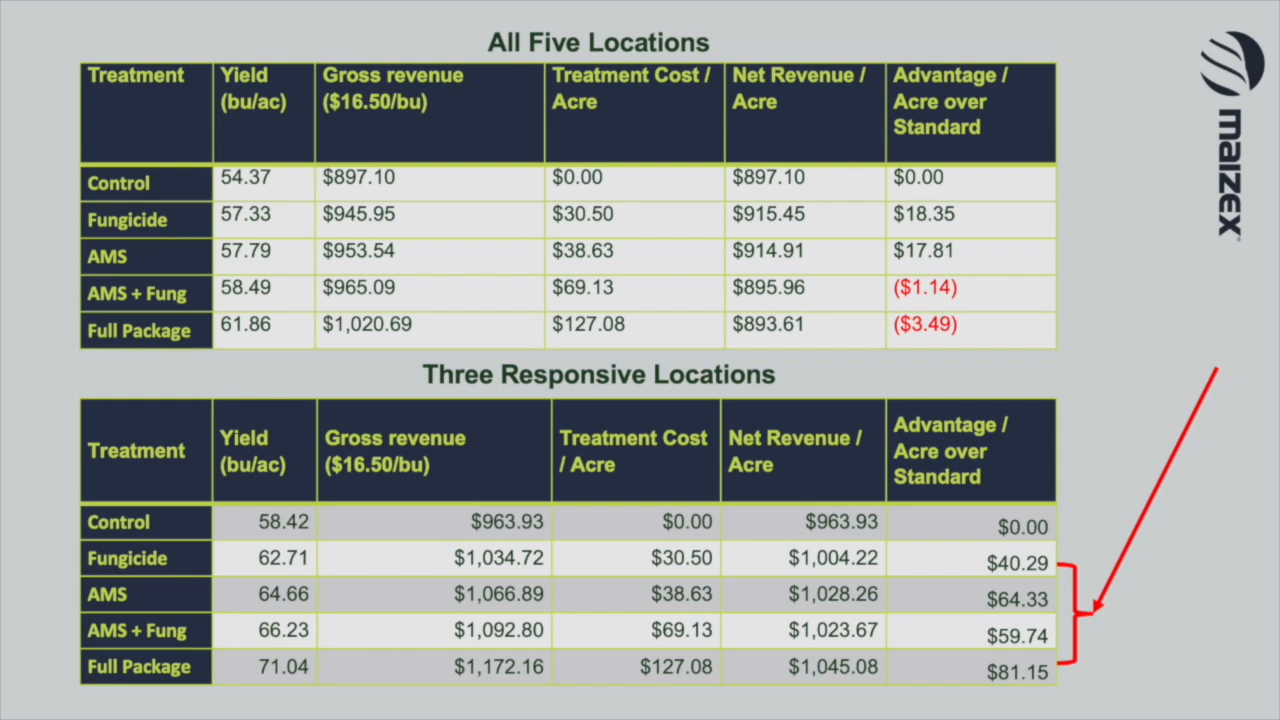 All Five Locations
Treatment Yield Gross revenue Treatment Cost / Net Revenue / Advantage /
(bu/ac) ($16.50/bu) Acre Acre Acre over
Standard
Control 54.37 $897.10 $0.00 $897.10 $0.00
Fungicide 57.33 $945.95 $30.50 $915.45 $18.35
AMS 57.79 $953.54 $38.63 $914.91 $17.81
AMS + Fung 58.49 $965.09 $69.13 $895.96 ($1.14)
Full Package 61.86 $1,020.69 $127.08 $893.61 ($3.49)
Three Responsive Locations
Treatment Yield Gross revenue Treatment Cost Net Revenue / Advantage /
(bu/ac) ($16.50/bu) / Acre Acre Acre over
Standard
Control 58.42 $963.93 $0.00 $963.93 $0.00
Fungicide 62.71 $1,034.72 $30.50 $1,004.22 $40.29
AMS 64.66 $1,066.89 $38.63 $1,028.26 $64.33
AMS + Fung 66.23 $1,092.80 $69.13 $1,023.67 $59.74
Full Package 71.04 $1,172.16 $127.08 $1,045.08 $81.15
maizex